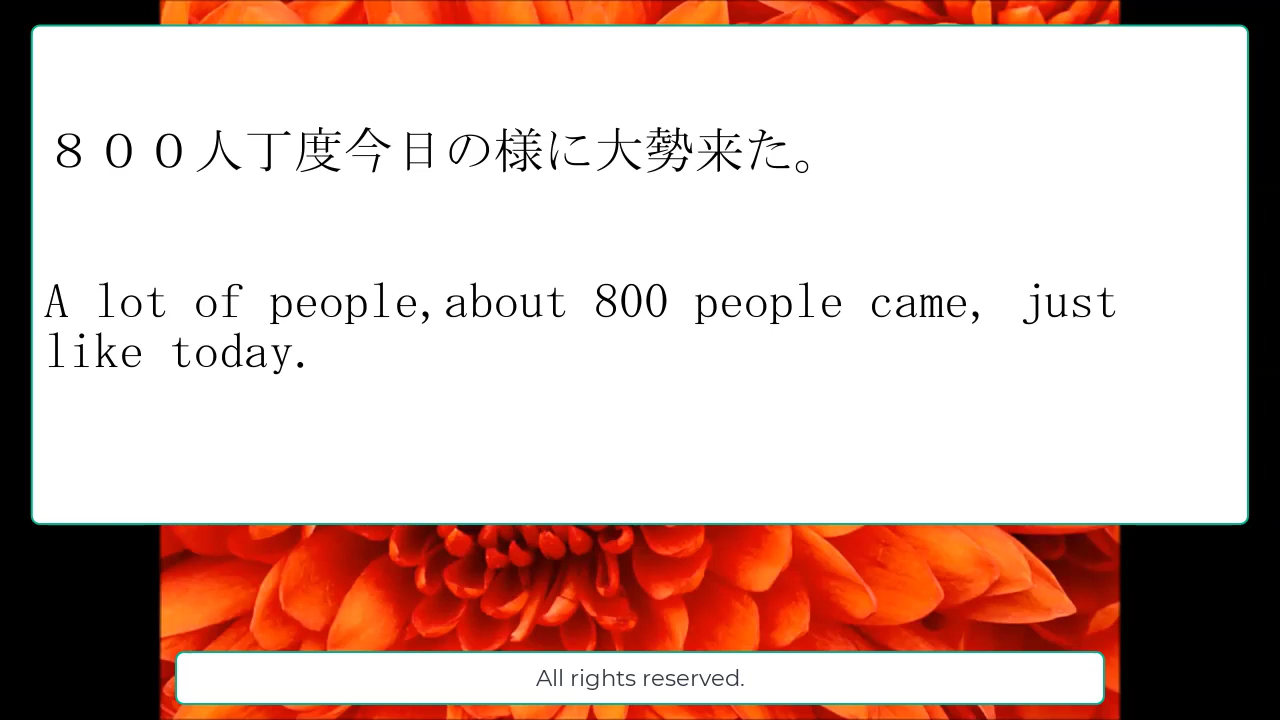 ８００人丁度今日の様に大勢来た。
A lot of people,about 800 people came, just
like today.
All rights reserved.